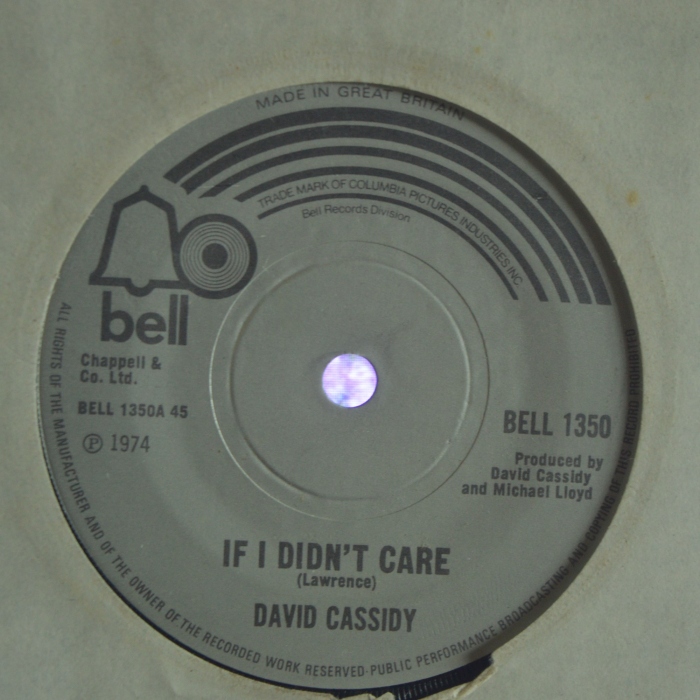 MADE IN GREAT BRITAIN
TRADE MARK OF COLUMBIA PICTURES INDUSTRIES INC.
Bell Records Division
bell
Chappell &
Co. Ltd.
BELL 1350A 45
Ⓟ 1974
BELL 1350
Produced by
David Cassidy
and Michael Lloyd
IF I DIDN'T CARE
(Lawrence)
DAVID CASSIDY
ALL RIGHTS OF THE MANUFACTURER AND OF THE OWNER OF THE RECORDED WORK RESERVED·PUBLIC PERFORMANCE BROADCASTING AND COPYING OF THIS RECORD PROHIBITED